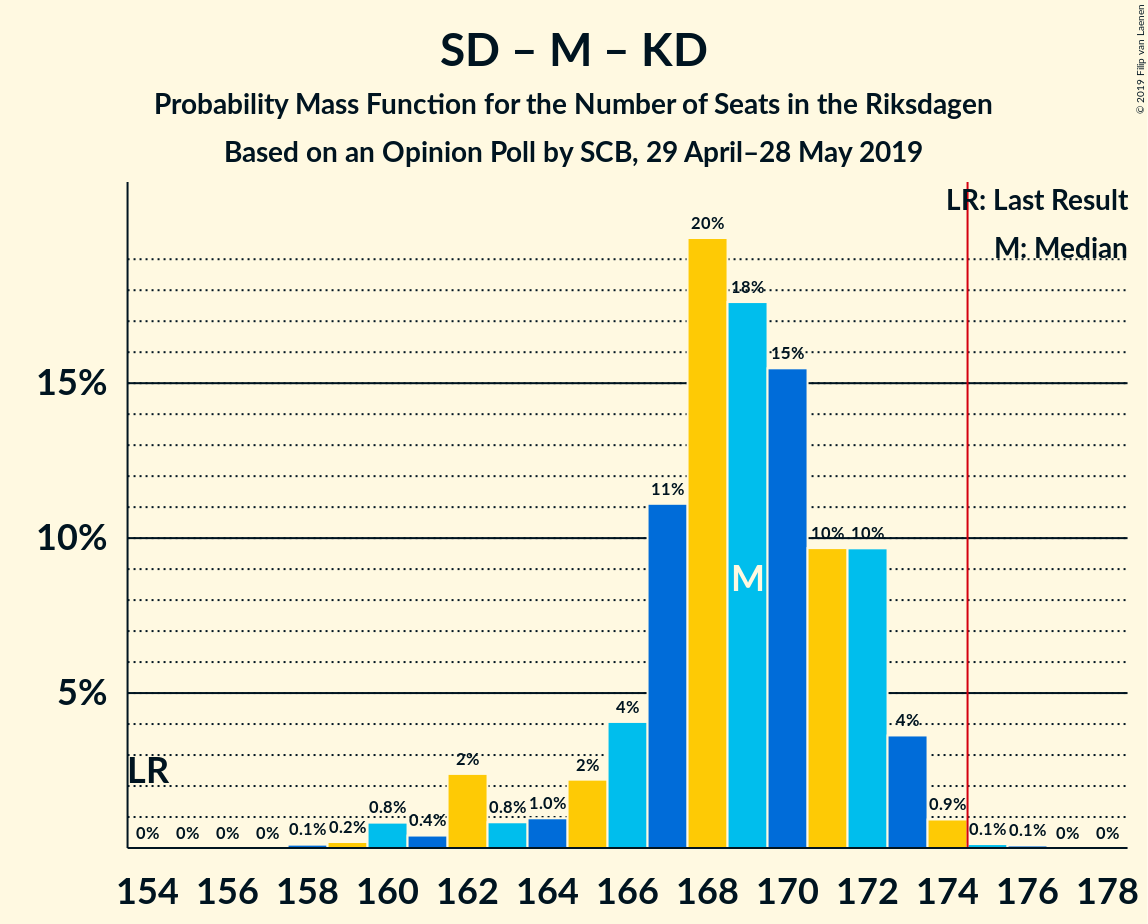 SD – M – KD
Probability Mass Function for the Number of Seats in the Riksdagen
Based on an Opinion Poll by SCB, 29 April–28 May 2019
© 2019 Filip van Laenen
LR: Last Result
M: Median
15%
10%
5%
LR
M
0% 0% 0% 0% 0.1% 0.2% 0.8% 0.4% 2% 0.8% 1.0% 2% 4% 11% 20% 18% 15% 10% 10% 4% 0.9% 0.1% 0.1% 0% 0%
154 156 158 160 162 164 166 168 170 172 174 176 178